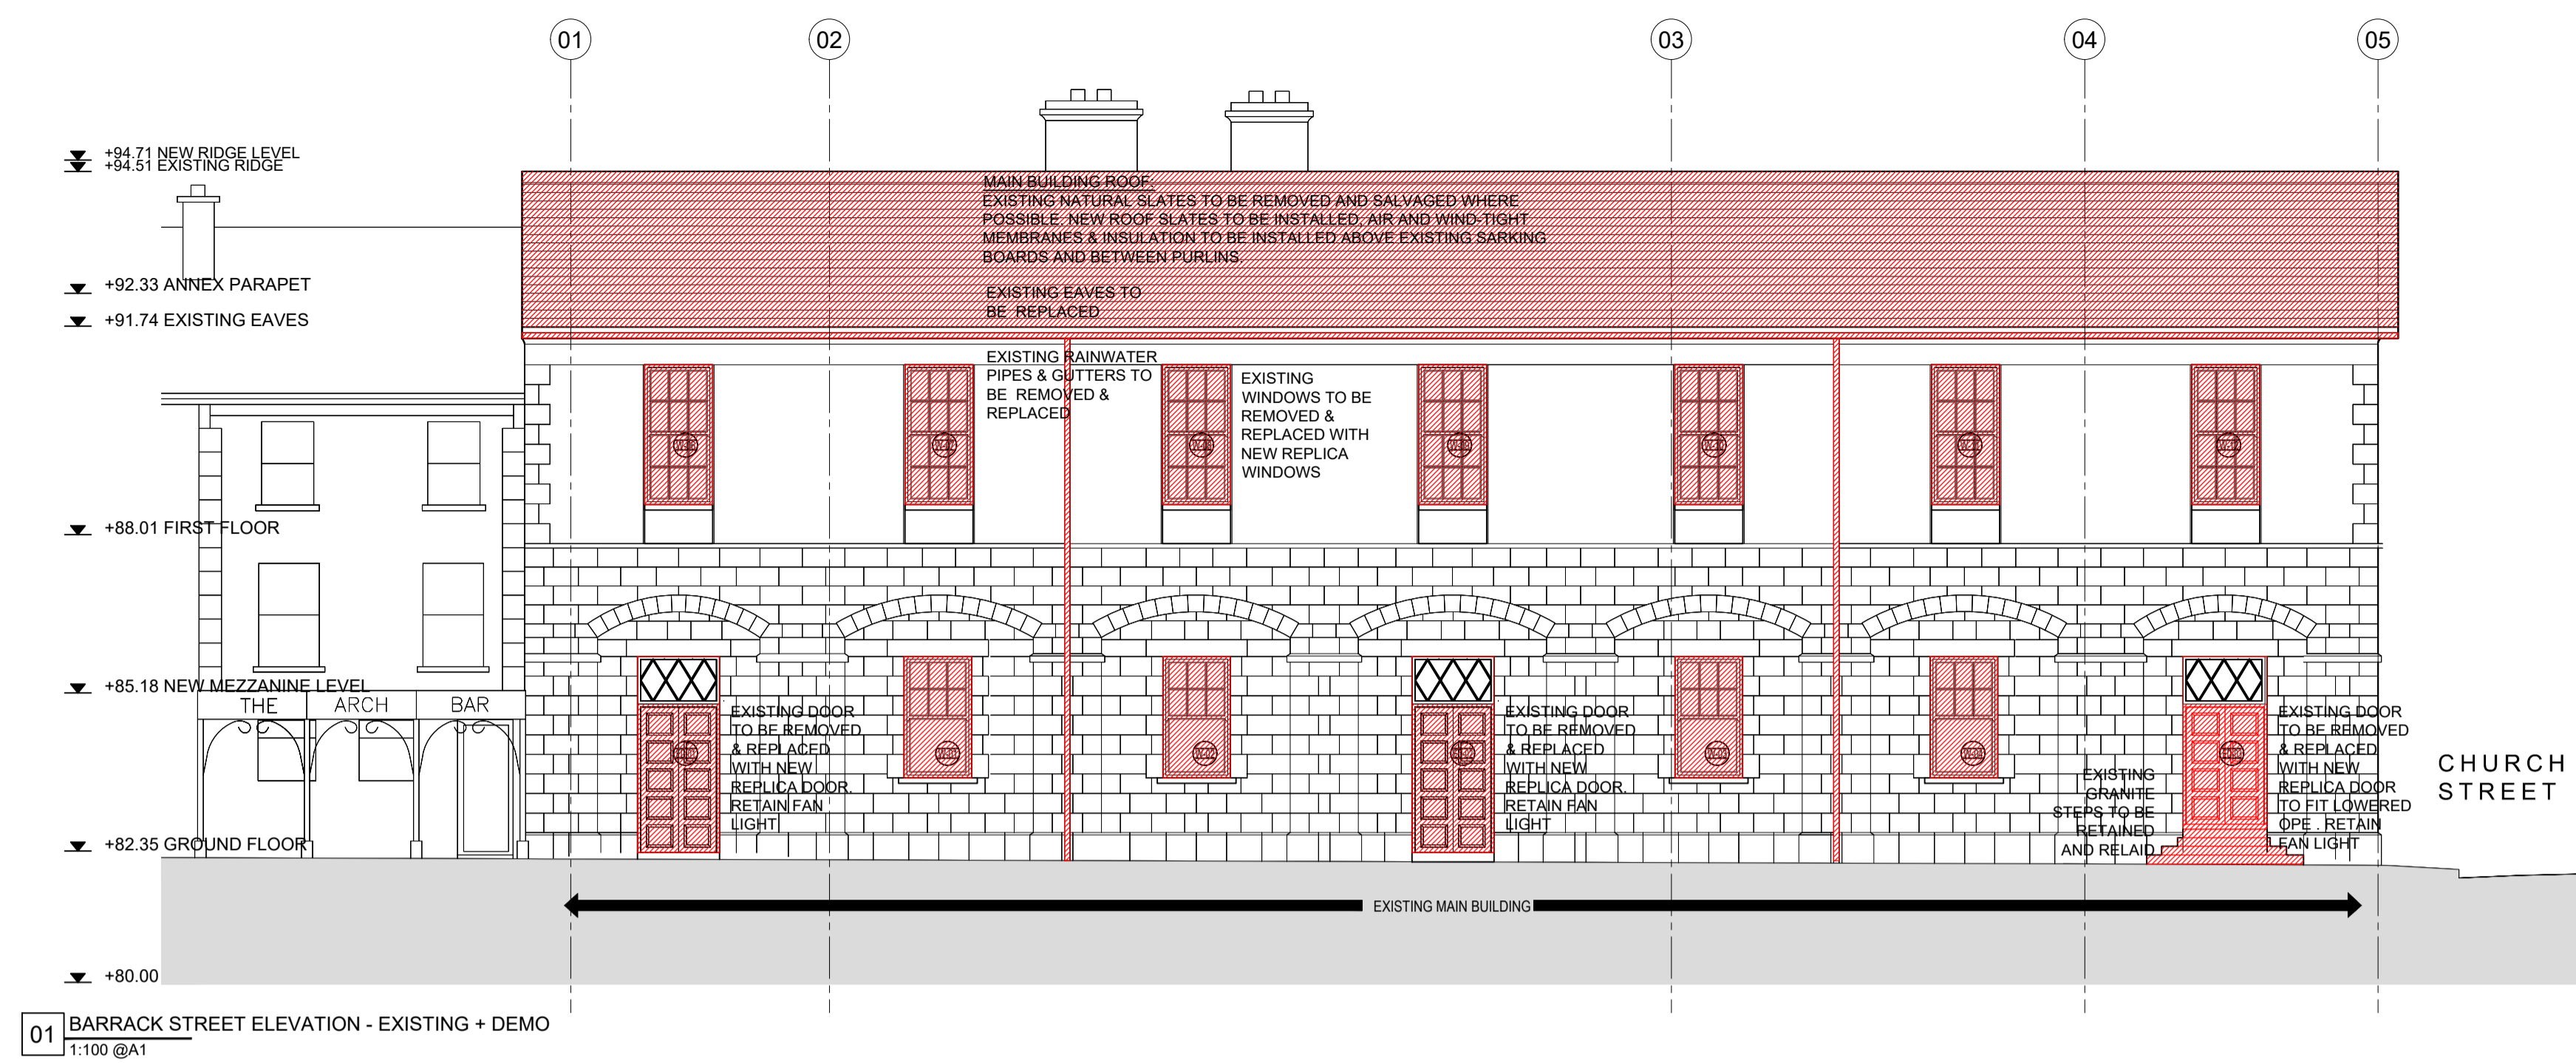 01
02
03
04
05
+94.71 NEW RIDGE LEVEL
+94.51 EXISTING RIDGE
+92.33 ANNEX PARAPET
+91.74 EXISTING EAVES
+88.01 FIRST FLOOR
+85.18 NEW MEZZANINE LEVEL
+82.35 GROUND FLOOR
+80.00
MAIN BUILDING ROOF:
EXISTING NATURAL SLATES TO BE REMOVED AND SALVAGED WHERE
POSSIBLE. NEW ROOF SLATES TO BE INSTALLED, AIR AND WIND-TIGHT
MEMBRANES & INSULATION TO BE INSTALLED ABOVE EXISTING SARKING
BOARDS AND BETWEEN PURLINS.
EXISTING EAVES TO
BE REPLACED
EXISTING RAINWATER
PIPES & GUTTERS TO
BE REMOVED &
REPLACED
EXISTING
WINDOWS TO BE
REMOVED &
REPLACED WITH
NEW REPLICA
WINDOWS
THE ARCH BAR
EXISTING DOOR
TO BE REMOVED
& REPLACED
WITH NEW
REPLICA DOOR.
RETAIN FAN
LIGHT
EXISTING DOOR
TO BE REMOVED
& REPLACED
WITH NEW
REPLICA DOOR.
RETAIN FAN
LIGHT
EXISTING
GRANITE
STEPS TO BE
RETAINED
AND RELAID
EXISTING DOOR
TO BE REMOVED
& REPLACED
WITH NEW
REPLICA DOOR
TO FIT LOWERED
OPE . RETAIN
FAN LIGHT
CHURCH
STREET
EXISTING MAIN BUILDING
01
BARRACK STREET ELEVATION - EXISTING + DEMO
1:100 @A1